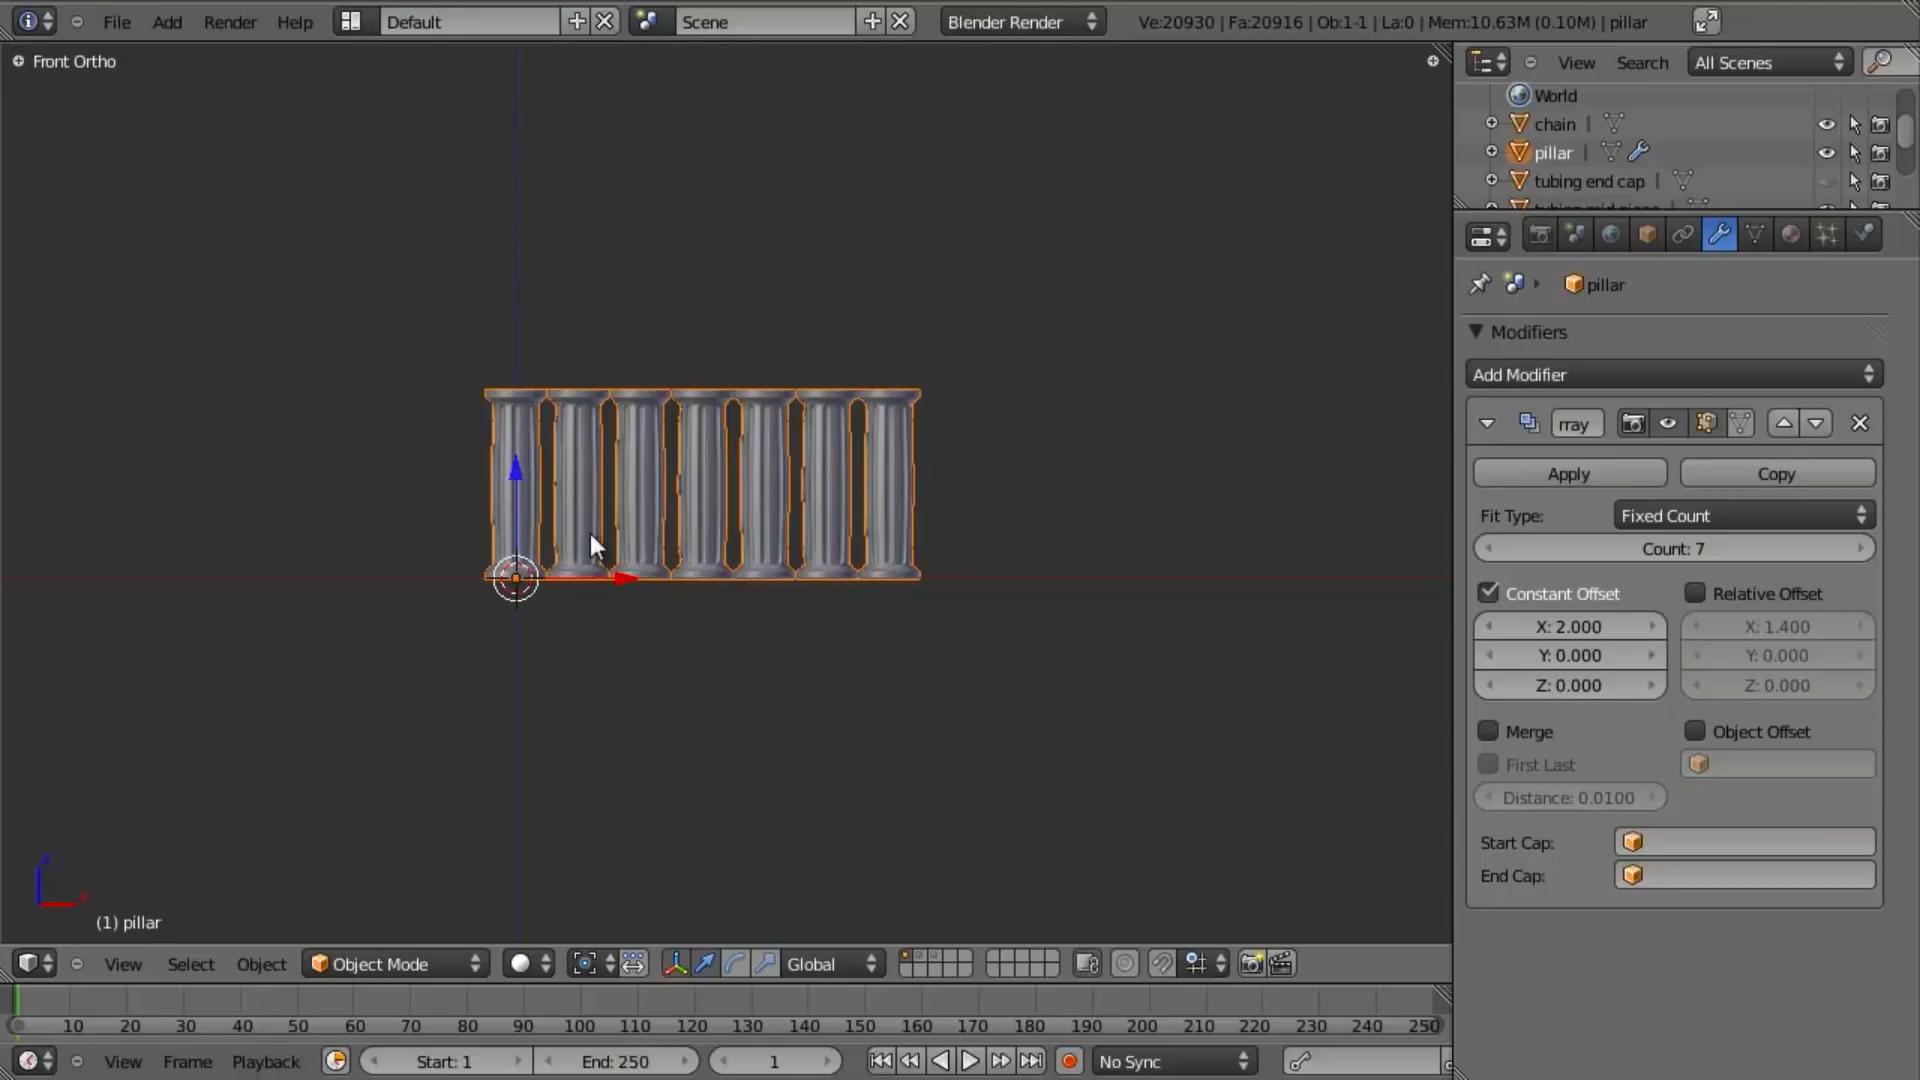 File Add Render Help Default Scene Blender Render Ve:20930 | Fa:20916 | Ob:1-1 | La:0 | Mem:10.63M (0.10M) | pillar
Front Ortho
View Search All Scenes
World
chain
pillar
tubing end cap
pillar
Modifiers
Add Modifier
rray
Apply Copy
Fit Type: Fixed Count
Count: 7
Constant Offset Relative Offset
X: 2.000 X: 1.400
Y: 0.000 Y: 0.000
Z: 0.000 Z: 0.000
Merge Object Offset
First Last
Distance: 0.0100
Start Cap:
End Cap:
(1) pillar
View Select Object Object Mode Global
10 20 30 40 50 60 70 80 90 100 110 120 130 140 150 160 170 180 190 200 210 220 230 240 250
View Frame Playback Start: 1 End: 250 1 No Sync